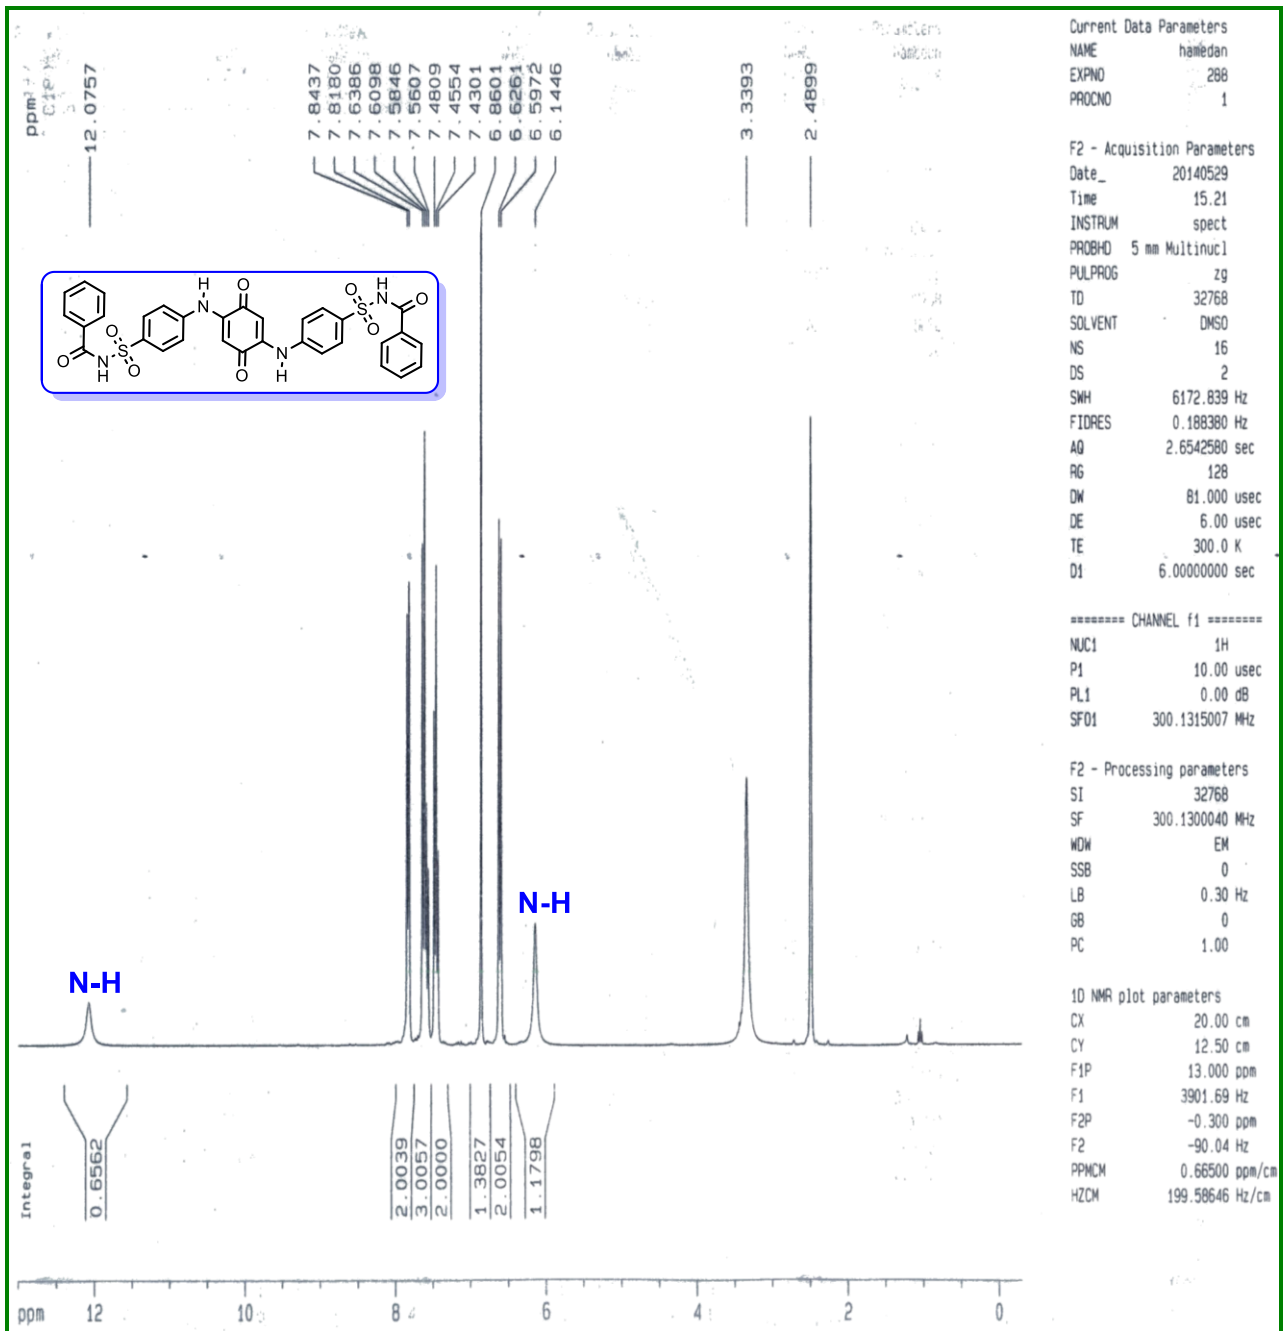 ppm
12.0757
7.8437
7.8180
7.6386
7.6098
7.5846
7.5607
7.4809
7.4554
7.4301
6.8601
6.6261
6.5972
6.1446
3.3393
2.4899
H
N
O
O
N
H
O
S
O
N
H
O
O
S
O
NH
O
N-H
N-H
Integral
0.6562
2.0039
3.0057
2.0000
1.3827
2.0054
1.1798
ppm 12 10 8 6 4 2 0
Current Data Parameters
NAME hamedan
EXPNO 288
PROCNO 1
F2 - Acquisition Parameters
Date_ 20140529
Time 15.21
INSTRUM spect
PROBHD 5 mm Multinucl
PULPROG zg
TD 32768
SOLVENT DMSO
NS 16
DS 2
SWH 6172.839 Hz
FIDRES 0.188380 Hz
AQ 2.6542580 sec
RG 128
DW 81.000 usec
DE 6.00 usec
TE 300.0 K
D1 6.00000000 sec
======== CHANNEL f1 ========
NUC1 1H
P1 10.00 usec
PL1 0.00 dB
SFO1 300.1315007 MHz
F2 - Processing parameters
SI 32768
SF 300.1300040 MHz
WDW EM
SSB 0
LB 0.30 Hz
GB 0
PC 1.00
1D NMR plot parameters
CX 20.00 cm
CY 12.50 cm
F1P 13.000 ppm
F1 3901.69 Hz
F2P -0.300 ppm
F2 -90.04 Hz
PPMCM 0.66500 ppm/cm
HZCM 199.58646 Hz/cm